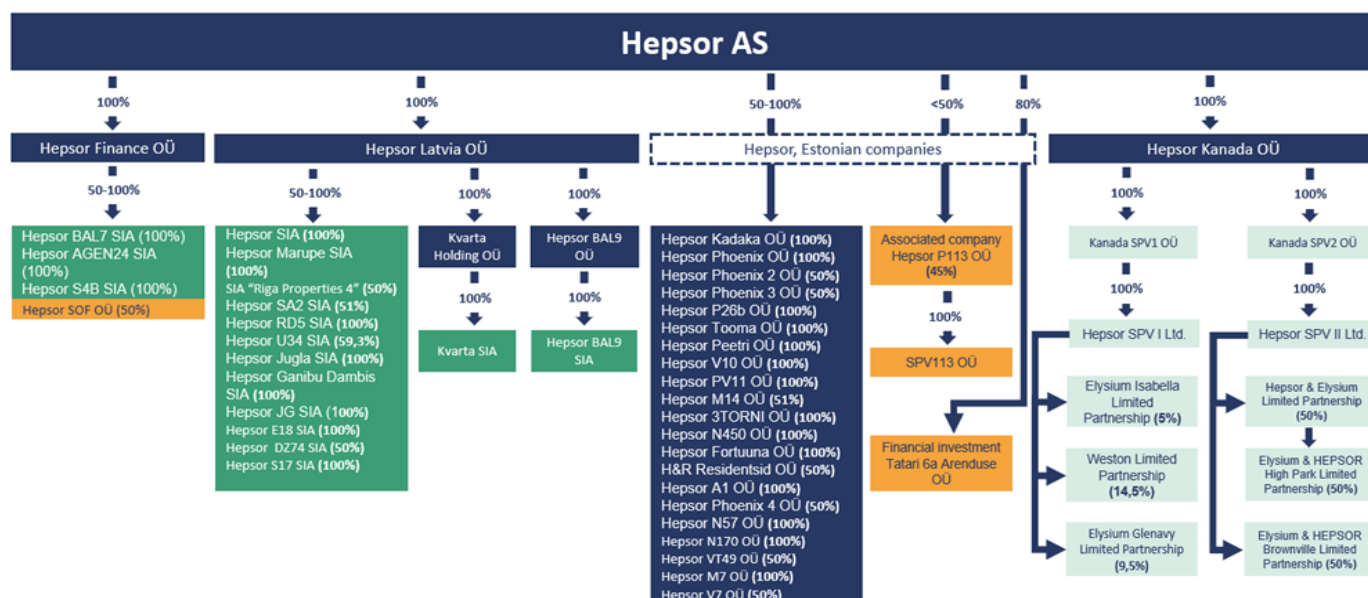 Hepsor AS
100%
100%
50-100%
<50%
80%
100%
Hepsor Finance OÜ
Hepsor Latvia OÜ
Hepsor, Estonian companies
Hepsor Kanada OÜ
50-100%
50-100%
100%
100%
100%
100%
Hepsor BAL7 SIA (100%)
Hepsor AGEN24 SIA
(100%)
Hepsor S4B SIA (100%)
Hepsor SOF OÜ (50%)
Hepsor SIA (100%)
Hepsor Marupe SIA
(100%)
SIA “Riga Properties 4” (50%)
Hepsor SA2 SIA (51%)
Hepsor RD5 SIA (100%)
Hepsor U34 SIA (59,3%)
Hepsor Jugla SIA (100%)
Hepsor Ganibu Dambis
SIA (100%)
Hepsor JG SIA (100%)
Hepsor E18 SIA (100%)
Hepsor DZ74 SIA (50%)
Hepsor S17 SIA (100%)
Kvarta
Holding OÜ
100%
Kvarta SIA
Hepsor BAL9
OÜ
100%
Hepsor BAL9
SIA
Hepsor Kadaka OÜ (100%)
Hepsor Phoenix OÜ (100%)
Hepsor Phoenix 2 OÜ (50%)
Hepsor Phoenix 3 OÜ (50%)
Hepsor P26b OÜ (100%)
Hepsor Tooma OÜ (100%)
Hepsor Peetri OÜ (100%)
Hepsor V10 OÜ (100%)
Hepsor PV11 OÜ (100%)
Hepsor M14 OÜ (51%)
Hepsor 3TORNI OÜ (100%)
Hepsor N450 OÜ (100%)
Hepsor Fortuuna OÜ (100%)
H&R Residentsid OÜ (50%)
Hepsor A1 OÜ (100%)
Hepsor Phoenix 4 OÜ (50%)
Hepsor N57 OÜ (100%)
Hepsor N170 OÜ (100%)
Hepsor VT49 OÜ (50%)
Hepsor M7 OÜ (100%)
Hepsor V7 OÜ (50%)
Associated company
Hepsor P113 OÜ
(45%)
100%
SPV113 OÜ
Financial investment
Tatari 6a Arenduse
OÜ
Kanada SPV1 OÜ
100%
Hepsor SPV I Ltd.
Elysium Isabella
Limited
Partnership (5%)
Weston Limited
Partnership
(14,5%)
Elysium Glenavy
Limited Partnership
(9,5%)
Kanada SPV2 OÜ
100%
Hepsor SPV II Ltd.
Hepsor & Elysium
Limited Partnership
(50%)
Elysium & HEPSOR
High Park Limited
Partnership (50%)
Elysium & HEPSOR
Brownville Limited
Partnership (50%)